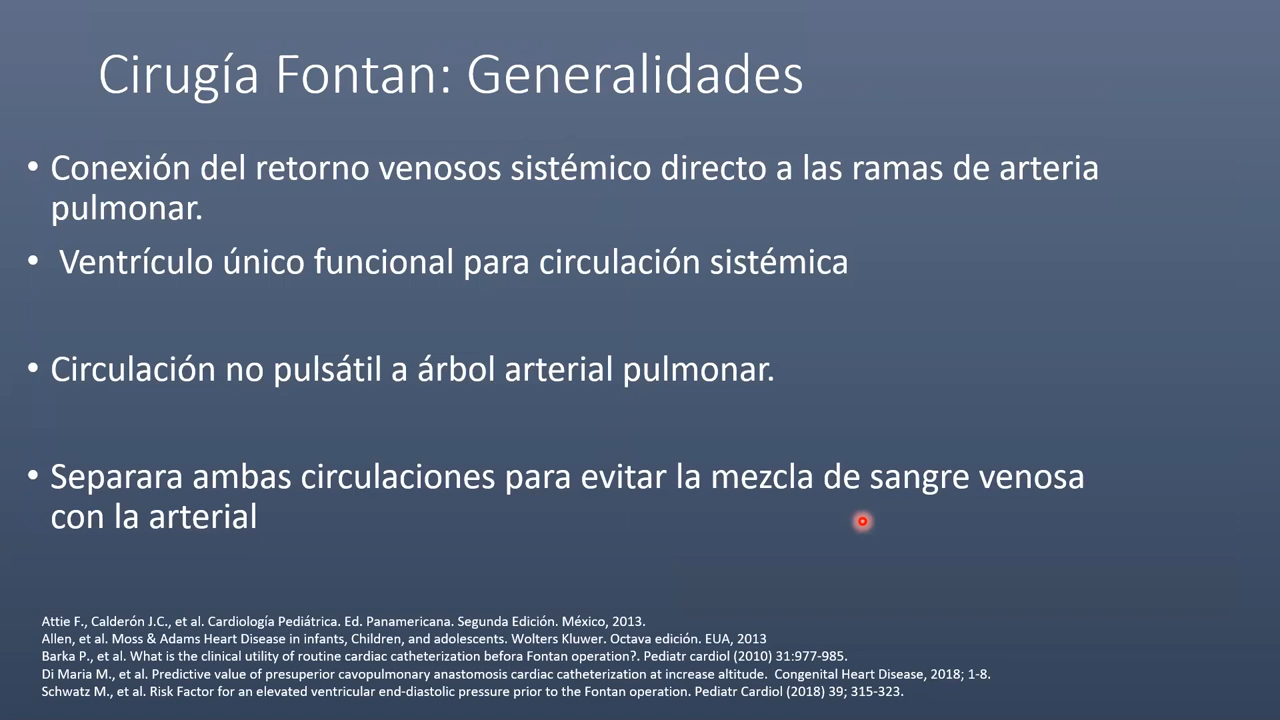 Cirugía Fontan: Generalidades
• Conexión del retorno venosos sistémico directo a las ramas de arteria
pulmonar.
• Ventrículo único funcional para circulación sistémica
• Circulación no pulsátil a árbol arterial pulmonar.
• Separara ambas circulaciones para evitar la mezcla de sangre venosa
con la arterial
Attie F., Calderón J.C., et al. Cardiología Pediátrica. Ed. Panamericana. Segunda Edición. México, 2013.
Allen, et al. Moss & Adams Heart Disease in infants, Children, and adolescents. Wolters Kluwer. Octava edición. EUA, 2013
Barka P., et al. What is the clinical utility of routine cardiac catheterization befora Fontan operation?. Pediatr cardiol (2010) 31:977-985.
Di Maria M., et al. Predictive value of presuperior cavopulmonary anastomosis cardiac catheterization at increase altitude. Congenital Heart Disease, 2018; 1-8.
Schwatz M., et al. Risk Factor for an elevated ventricular end-diastolic pressure prior to the Fontan operation. Pediatr Cardiol (2018) 39; 315-323.